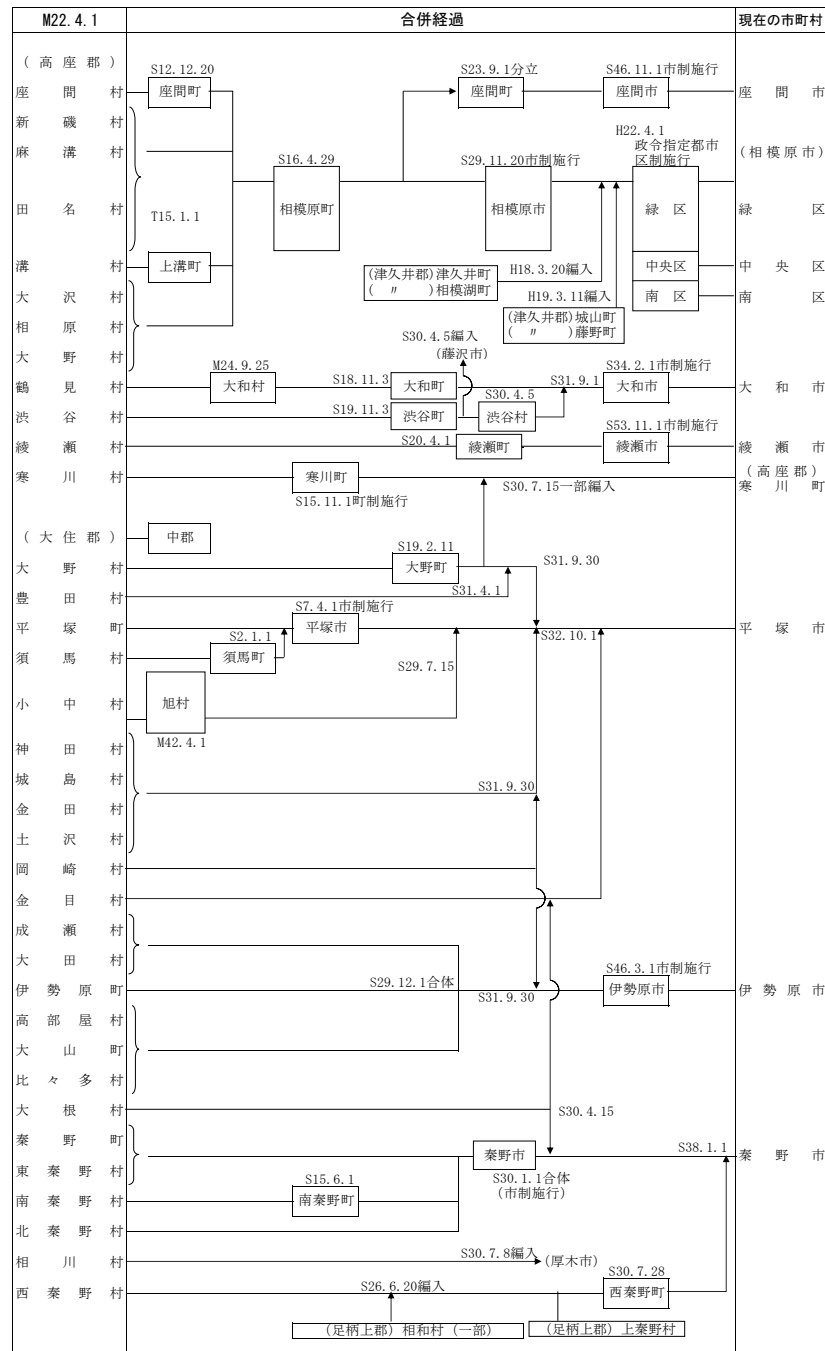 M22.4.1 合併経過 現在の市町村
(高座郡)
S12.12.20 S23.9.1分立 S46.11.1市制施行
座間村 座間町 座間町 座間市 座間市
新磯村
H22.4.1
政令指定都市
区制施行
麻溝村 S16.4.29 S29.11.20市制施行 (相模原市)
田名村 T15.1.1 相模原町 相模原市 緑区 緑区
溝村 上溝町 中央区 中央区
(津久井郡)津久井町 H18.3.20編入
( 〃 )相模湖町
大沢村 H19.3.11編入 南区 南区
(津久井郡)城山町
( 〃 )藤野町
相原村
S30.4.5編入
(藤沢市)
大野村
M24.9.25 S18.11.3 S31.9.1 S34.2.1市制施行
鶴見村 大和村 大和町 大和市 大和市
S19.11.3 S30.4.5
渋谷村 渋谷町 渋谷村
S20.4.1 S53.11.1市制施行
綾瀬村 綾瀬町 綾瀬市 綾瀬市
(高座郡)
寒川村 寒川町 寒川町
S15.11.1町制施行 S30.7.15一部編入
(大住郡) 中郡
S19.2.11 S31.9.30
大野村 大野町
豊田村 S31.4.1
S7.4.1市制施行
平塚町 平塚市 平塚市
S2.1.1 S32.10.1
須馬村 須馬町 S29.7.15
小中村 旭村
M42.4.1
神田村
城島村
S31.9.30
金田村
土沢村
岡崎村
金目村
成瀬村
大田村
S46.3.1市制施行
S29.12.1合体
伊勢原町 伊勢原市 伊勢原市
S31.9.30
高部屋村
大山町
比々多村
大根村
S30.4.15
秦野町
秦野市 S38.1.1 秦野市
東秦野村
S15.6.1 S30.1.1合体
(市制施行)
南秦野村 南秦野町
北秦野村
S30.7.8編入
相川村 (厚木市)
S26.6.20編入 S30.7.28
西秦野村 西秦野町
(足柄上郡)相和村(一部) (足柄上郡)上秦野村